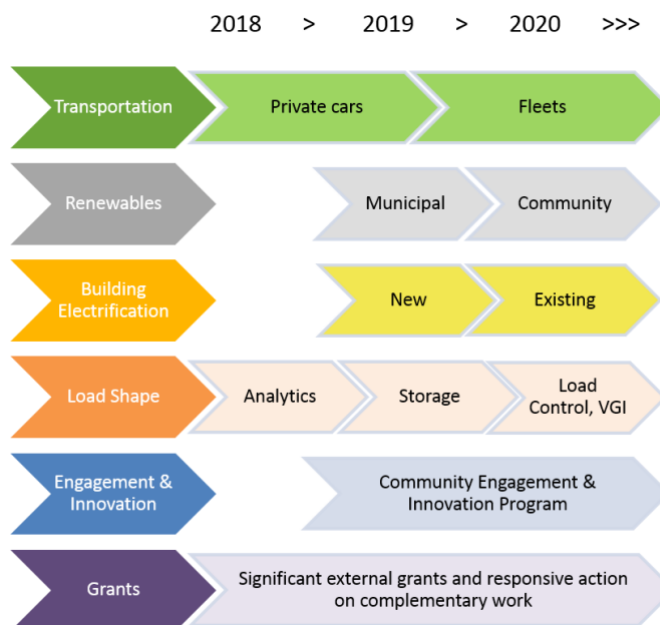 2018 > 2019 > 2020 >>>
Transportation Private cars Fleets
Renewables Municipal Community
Building
Electrification
New Existing
Load Shape Analytics Storage
Load
Control, VGI
Engagement &
Innovation
Community Engagement &
Innovation Program
Grants
Significant external grants and responsive action
on complementary work